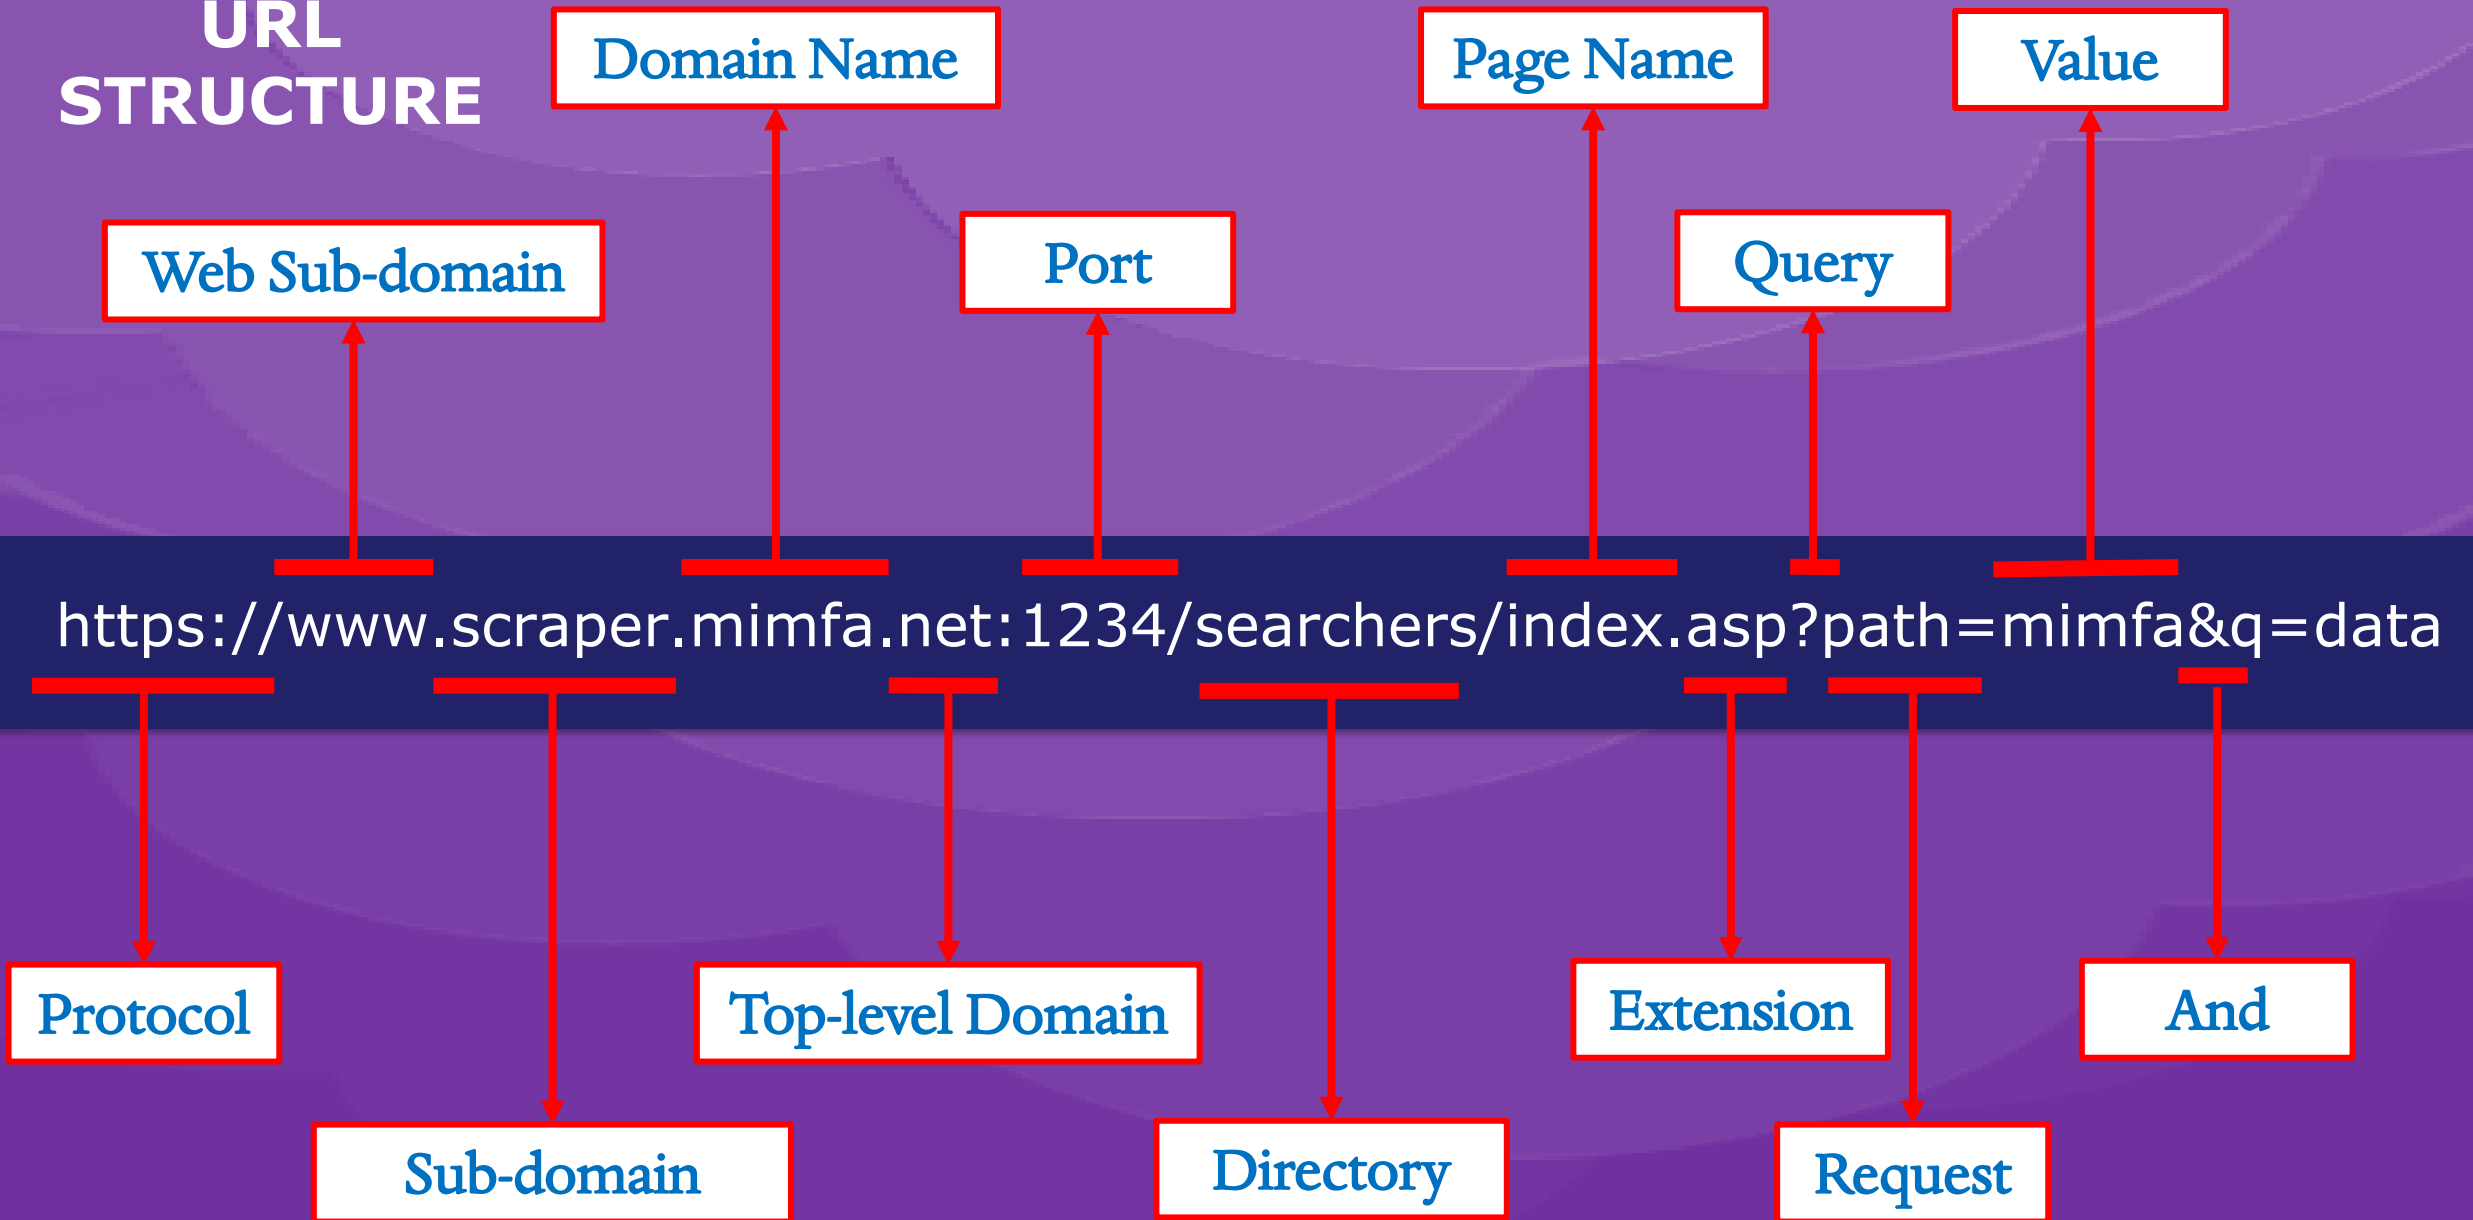 URL
STRUCTURE
Domain Name
Page Name
Value
Web Sub-domain
Port
Query
https://www.scraper.mimfa.net:1234/searchers/index.asp?path=mimfa&q=data
Protocol
Top-level Domain
Extension
And
Sub-domain
Directory
Request